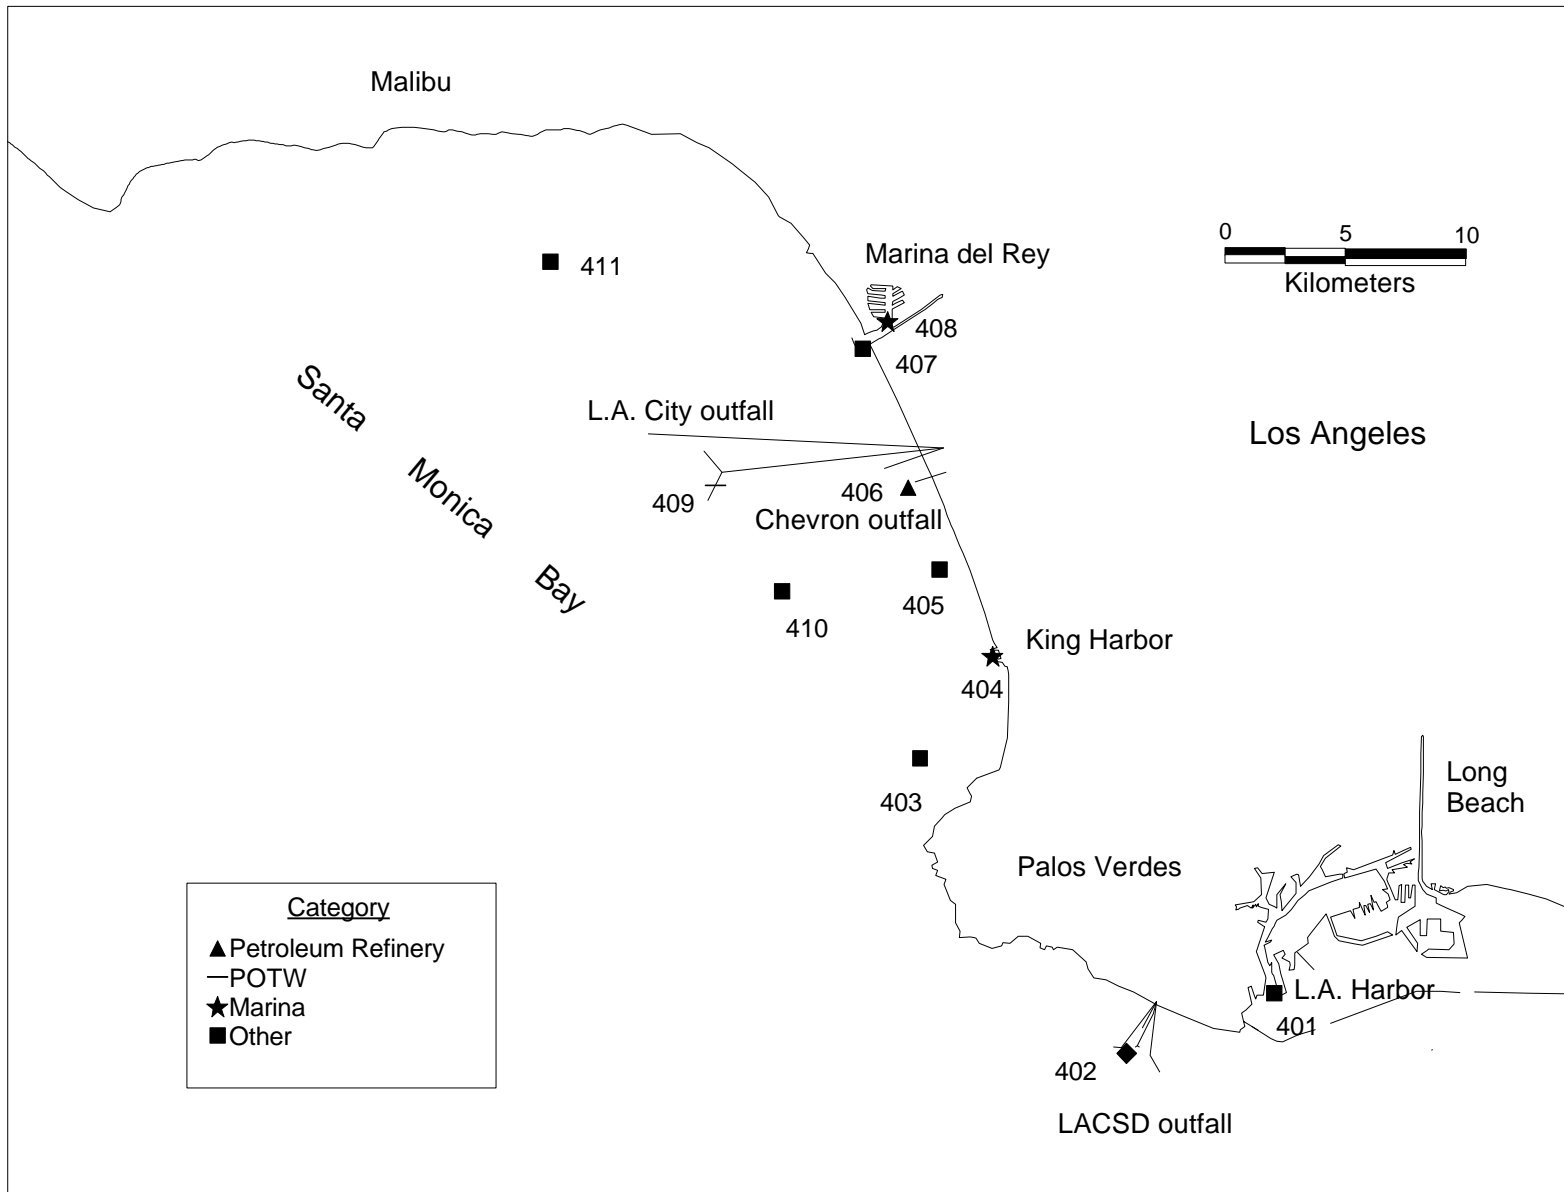 Malibu
0 5 10
Kilometers
Marina del Rey
411
408
407
Santa
Monica
Bay
L.A. City outfall
Los Angeles
409
406
Chevron outfall
405
410
King Harbor
404
403
Long
Beach
Palos Verdes
Category
Petroleum Refinery
POTW
Marina
Other
L.A. Harbor
401
402
LACSD outfall